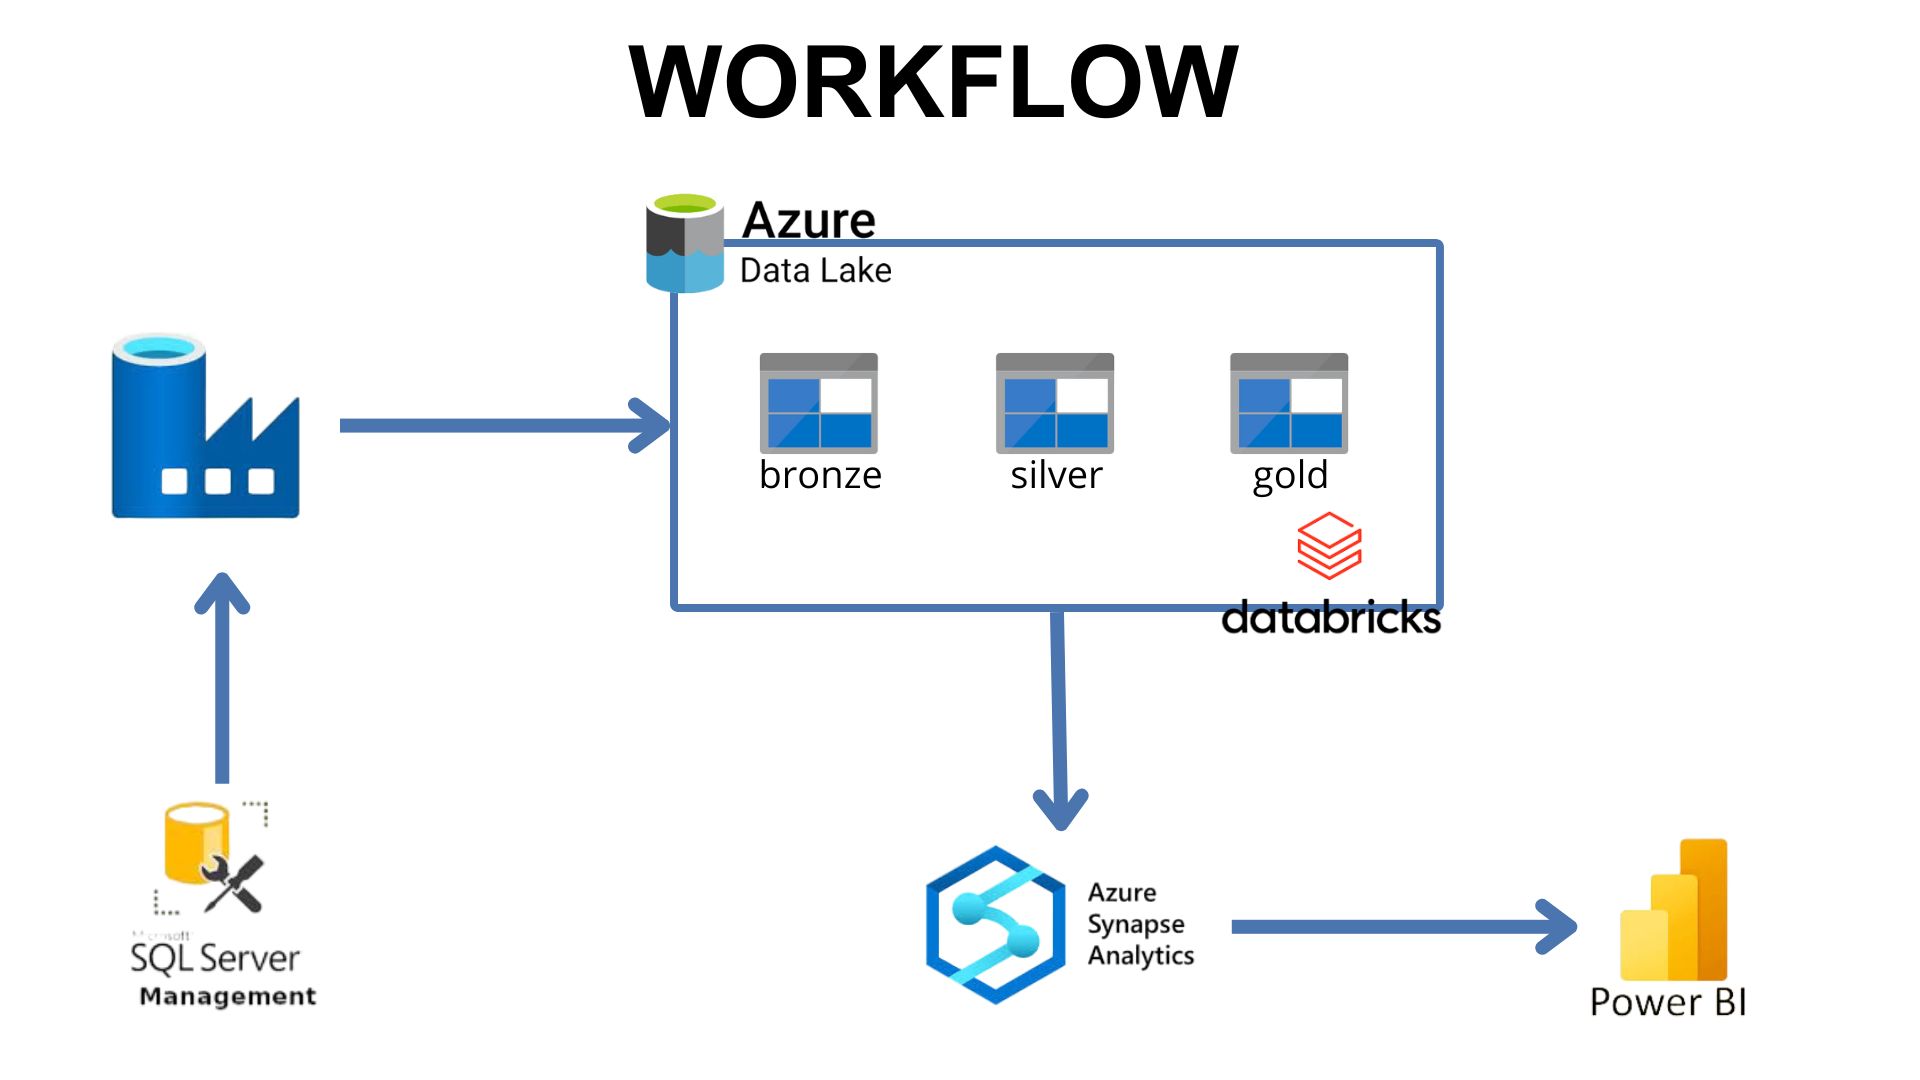 WORKFLOW
Azure
Data Lake
bronze
silver
gold
databricks
Microsoft
SQL Server
Management
Azure
Synapse
Analytics
Power BI